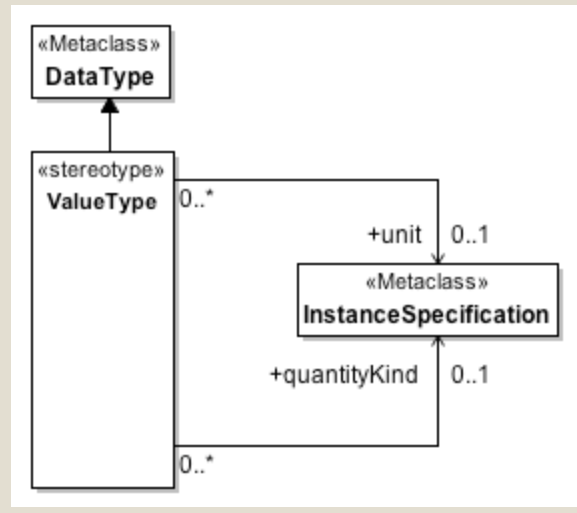 «Metaclass»
DataType
«stereotype»
ValueType
0..*
+unit 0..1
«Metaclass»
InstanceSpecification
+quantityKind 0..1
0..*